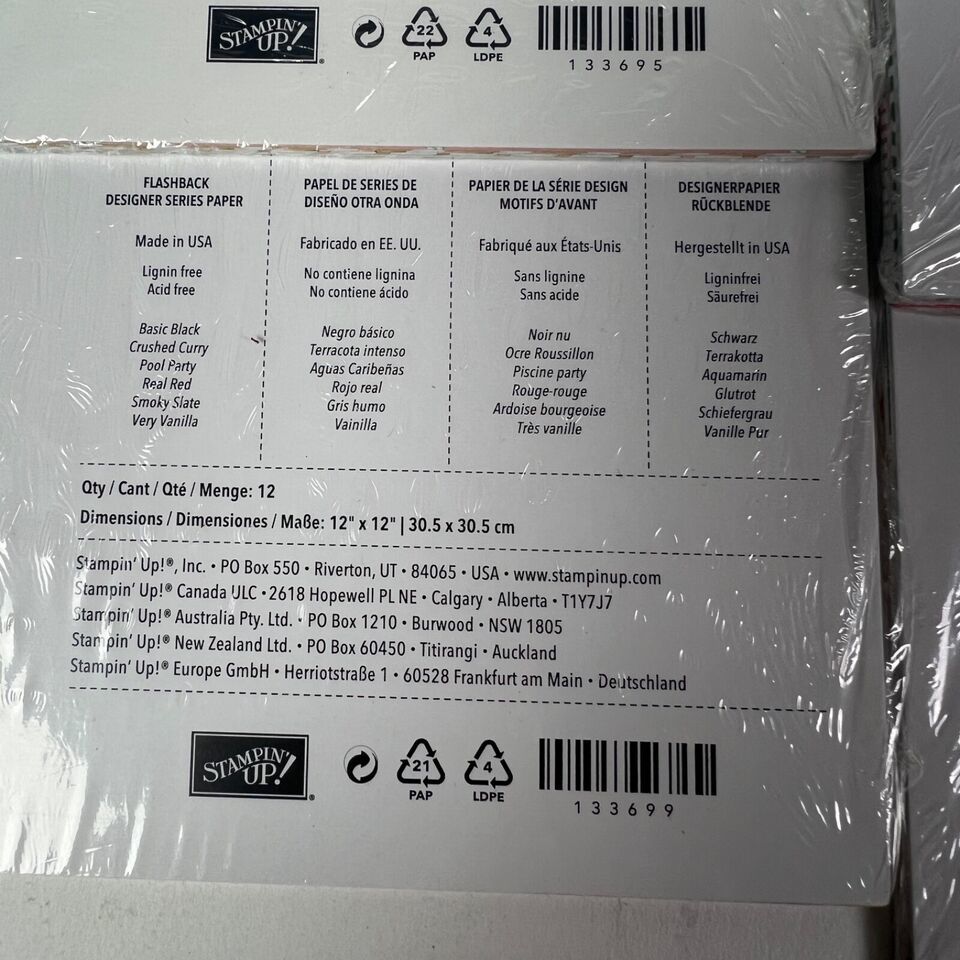 STAMPIN' UP!®
22
PAP
4
LDPE
133695
FLASHBACK
DESIGNER SERIES PAPER
Made in USA
Lignin free
Acid free
Basic Black
Crushed Curry
Pool Party
Real Red
Smoky Slate
Very Vanilla
PAPEL DE SERIES DE
DISEÑO OTRA ONDA
Fabricado en EE. UU.
No contiene lignina
No contiene ácido
Negro básico
Terracota intenso
Aguas Caribeñas
Rojo real
Gris humo
Vainilla
PAPIER DE LA SÉRIE DESIGN
MOTIFS D'AVANT
Fabriqué aux États-Unis
Sans lignine
Sans acide
Noir nu
Ocre Roussillon
Piscine party
Rouge-rouge
Ardoise bourgeoise
Très vanille
DESIGNERPAPIER
RÜCKBLENDE
Hergestellt in USA
Ligninfrei
Säurefrei
Schwarz
Terrakotta
Aquamarin
Glutrot
Schiefergrau
Vanille Pur
Qty / Cant / Qté / Menge: 12
Dimensions / Dimensiones / Maße: 12" x 12" | 30.5 x 30.5 cm
Stampin' Up!®, Inc. • PO Box 550 • Riverton, UT • 84065 • USA • www.stampinup.com
Stampin' Up!® Canada ULC • 2618 Hopewell PL NE • Calgary • Alberta • T1Y7J7
Stampin' Up!® Australia Pty. Ltd. • PO Box 1210 • Burwood • NSW 1805
Stampin' Up!® New Zealand Ltd. • PO Box 60450 • Titirangi • Auckland
Stampin' Up!® Europe GmbH • Herriotstraße 1 • 60528 Frankfurt am Main • Deutschland
STAMPIN' UP!®
21
PAP
4
LDPE
133699